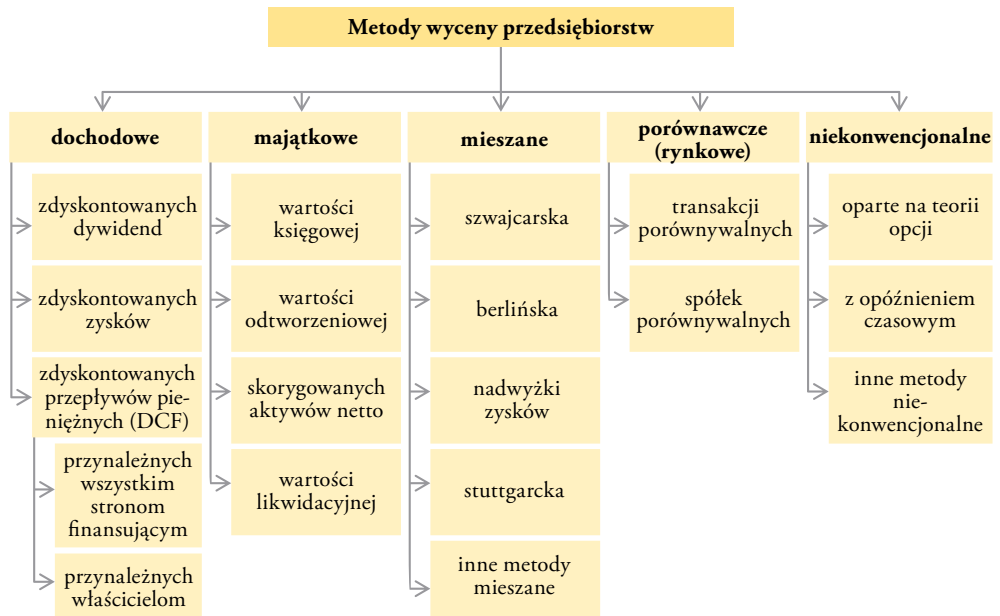 Metody wyceny przedsiębiorstw
dochodowe
zdyskontowanych
dywidend
zdyskontowanych
zysków
zdyskontowanych
przepływów pie-
niężnych (DCF)
przynależnych
wszystkim
stronom
finansującym
przynależnych
właścicielom
majątkowe
wartości
księgowej
wartości
odtworzeniowej
skorygowanych
aktywów netto
wartości
likwidacyjnej
mieszane
szwajcarska
berlińska
nadwyżki
zysków
stuttgarcka
inne metody
mieszane
porównawcze
(rynkowe)
transakcji
porównywalnych
spółek
porównywalnych
niekonwencjonalne
oparte na teorii
opcji
z opóźnieniem
czasowym
inne metody
nie-
konwencjonalne